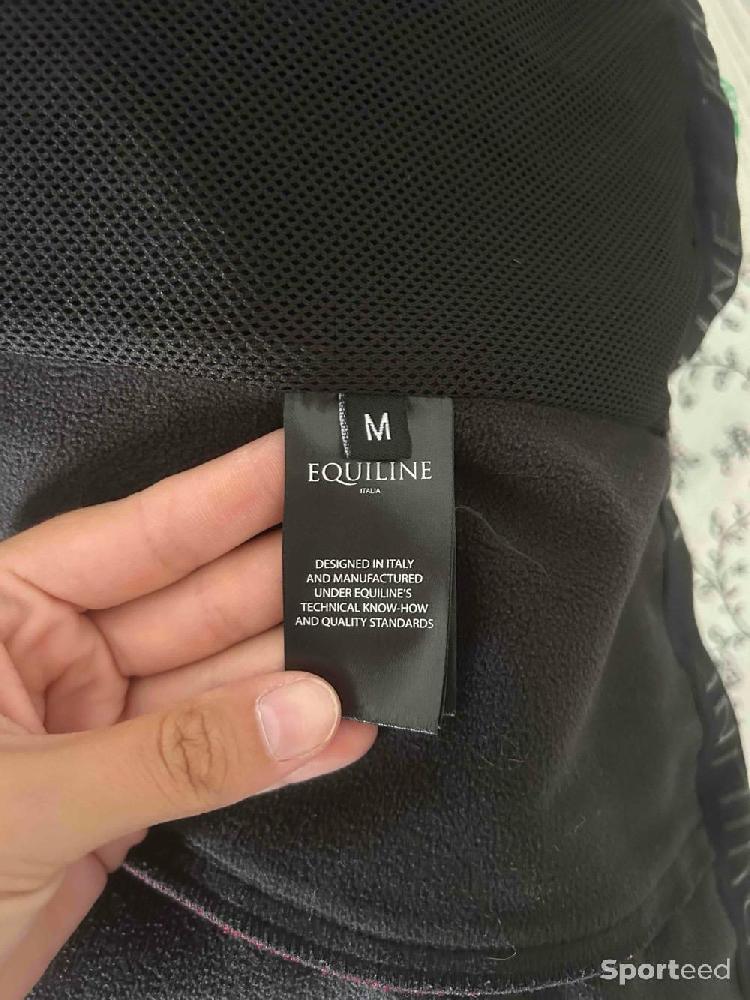 M
EQUILINE
ITALIA
DESIGNED IN ITALY
AND MANUFACTURED
UNDER EQUILINE'S
TECHNICAL KNOW-HOW
AND QUALITY STANDARDS
Sporteed